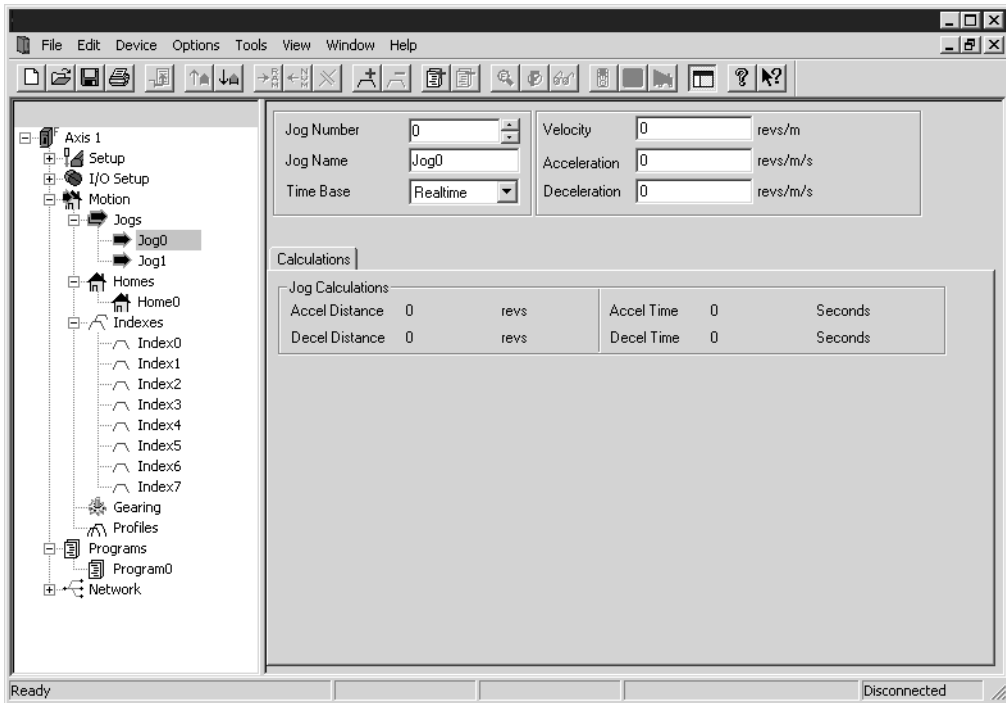 File Edit Device Options Tools View Window Help
Axis 1
Setup
I/O Setup
Motion
Jogs
Jog0
Jog1
Homes
Home0
Indexes
Index0
Index1
Index2
Index3
Index4
Index5
Index6
Index7
Gearing
Profiles
Programs
Program0
Network
Jog Number 0
Jog Name Jog0
Time Base Realtime
Velocity 0 revs/m
Acceleration 0 revs/m/s
Deceleration 0 revs/m/s
Calculations
Jog Calculations
Accel Distance 0 revs Accel Time 0 Seconds
Decel Distance 0 revs Decel Time 0 Seconds
Ready Disconnected